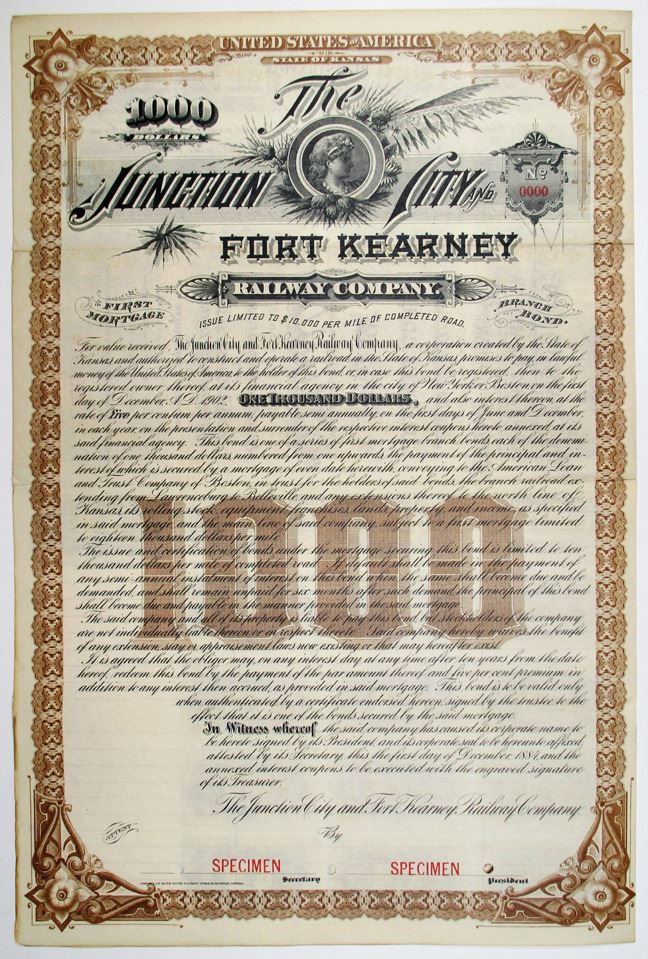 UNITED STATES OF AMERICA
STATE OF KANSAS
1000
DOLLARS
The
JUNCTION CITY AND
No
0000
FORT KEARNEY
RAILWAY COMPANY.
FIRST MORTGAGE
BRANCH BOND.
ISSUE LIMITED TO $10,000 PER MILE OF COMPLETED ROAD.
For value received The Junction City and Fort Kearney Railway Company, a corporation created by the State of
Kansas and authorized to construct and operate a railroad in the State of Kansas, promises to pay in lawful
money of the United States of America to the holder of this bond, or, in case this bond be registered, then to the
registered owner thereof, at its financial agency in the city of New York or Boston, on the first
day of December, A.D. 190, ONE THOUSAND DOLLARS, and also interest thereon, at the
rate of Five per centum per annum, payable semi annually, on the first days of June and December,
in each year, on the presentation and surrender of the respective interest coupons hereto annexed, at its
said financial agency. This bond is one of a series of first mortgage branch bonds each of the denomi
nation of one thousand dollars, numbered from one upwards, the payment of the principal and in-
terest of which is secured by a mortgage of even date herewith, conveying to the American Loan
and Trust Company of Boston, in trust for the holders of said bonds, the branch railroad ex-
tending from Lawrenceburg to Belleville, and any extensions thereof to the north line of
Kansas, its rolling stock, equipment, franchises, lands, property, and income, as specified
in said mortgage, and the main line of said company, subject to a first mortgage limited
to eighteen thousand dollars per mile.
The issue and certification of bonds under the mortgage securing this bond is limited to ten
thousand dollars per mile of completed road. If default shall be made in the payment of
any semi-annual instalment of interest on this bond when the same shall become due and be
demanded, and shall remain unpaid for six months after such demand, the principal of this bond
shall become due and payable in the manner provided in the said mortgage.
The said company and all of its property liable to pay this bond, but stockholders of the company
are not individually liable hereon or in respect hereto. Said company hereby waives the benefit
of any extension, stay or appraisement laws now existing or that may hereafter exist.
It is agreed that the obligor may, on any interest day at any time after ten years from the date
hereof, redeem this bond by the payment of the par amount thereof and five per cent premium in
addition to any interest then accrued, as provided in said mortgage. This bond is to be valid only
when authenticated by a certificate endorsed hereon, signed by the trustee, to the
effect that it is one of the bonds secured by the said mortgage.
In Witness whereof the said company has caused its corporate name to
be hereto signed by its President and its corporate seal to be hereunto affixed,
attested by its Secretary this the first day of December 1884, and the
annexed interest coupons to be executed with the engraved signature
of its Treasurer.
The Junction City and Fort Kearney Railway Company.
ATTEST
By
SPECIMEN
SPECIMEN
Secretary
President
1000